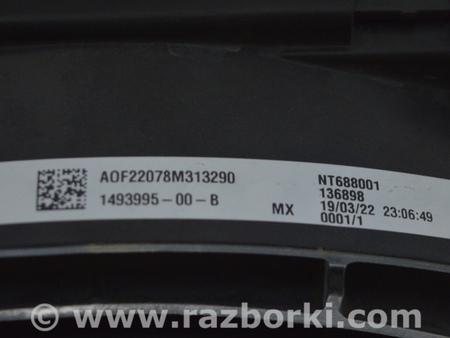 AOF22078M313290
1493995-00-B
MX
NT688001
136898
19/03/22 23:06:49
0001/1
© www.razborki.com